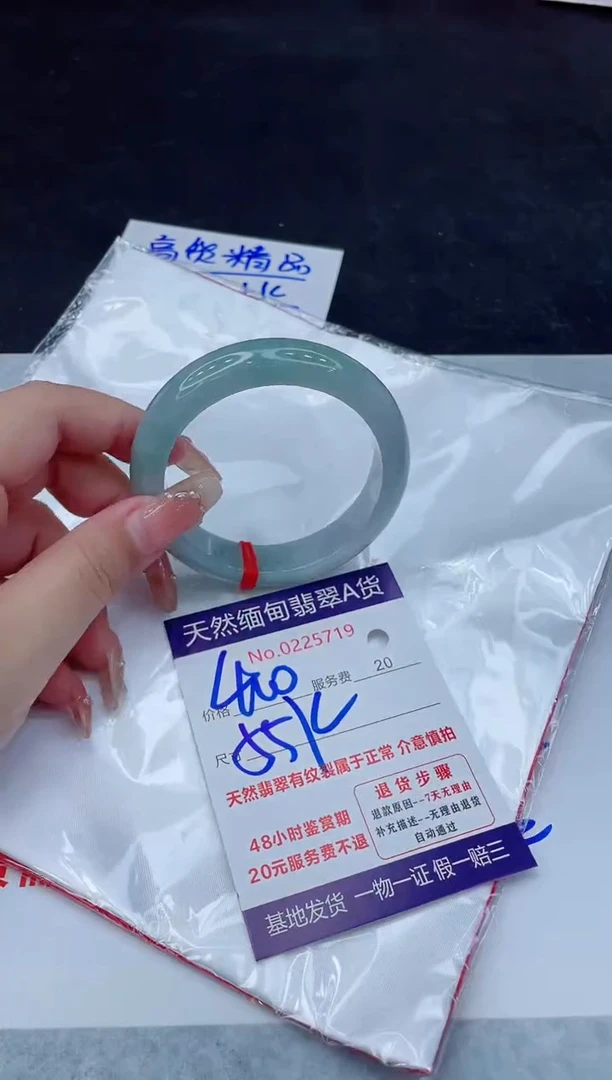 高货精品
天然缅甸翡翠A货
No.0225719
价格 400 服务费 20
尺寸 55
天然翡翠有纹裂属于正常 介意慎拍
48小时鉴赏期
20元服务费不退
退货步骤
退款原因--7天无理由
补充描述--无理由退货
自动通过
基地发货 一物一证 假一赔三